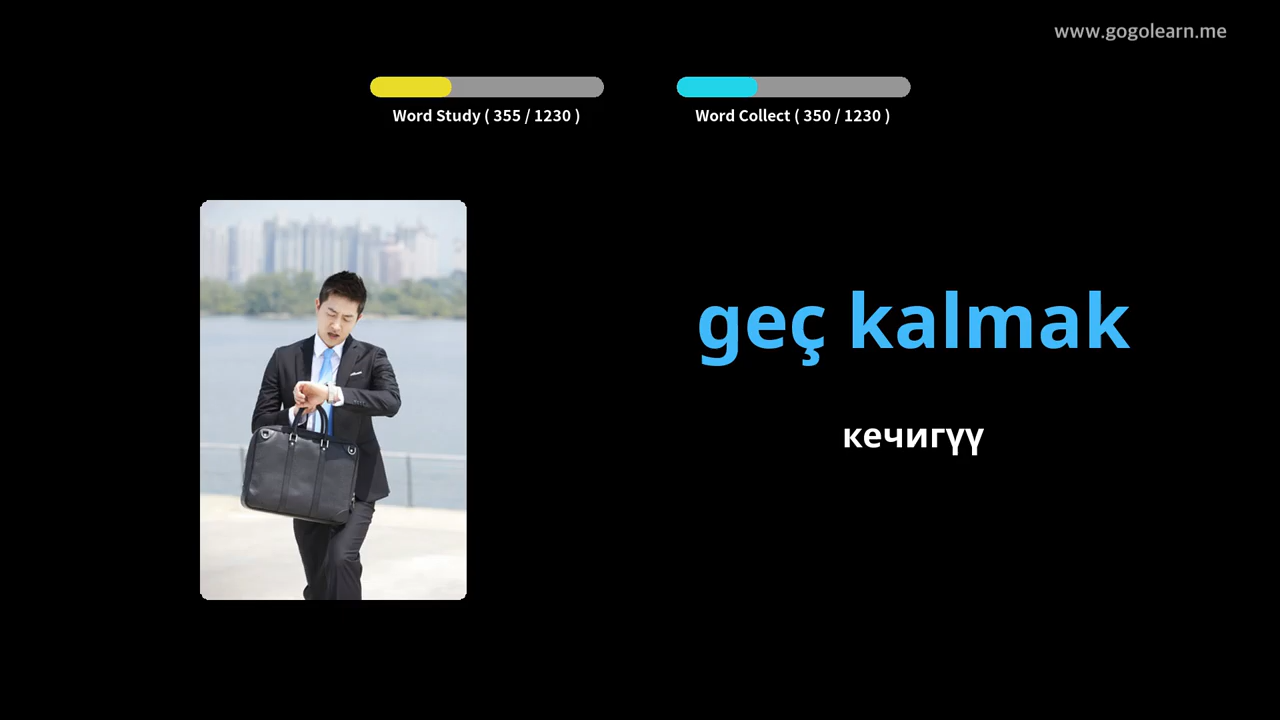 www.gogolearn.me
Word Study ( 355 / 1230 )
Word Collect ( 350 / 1230 )
geç kalmak
кечигүү